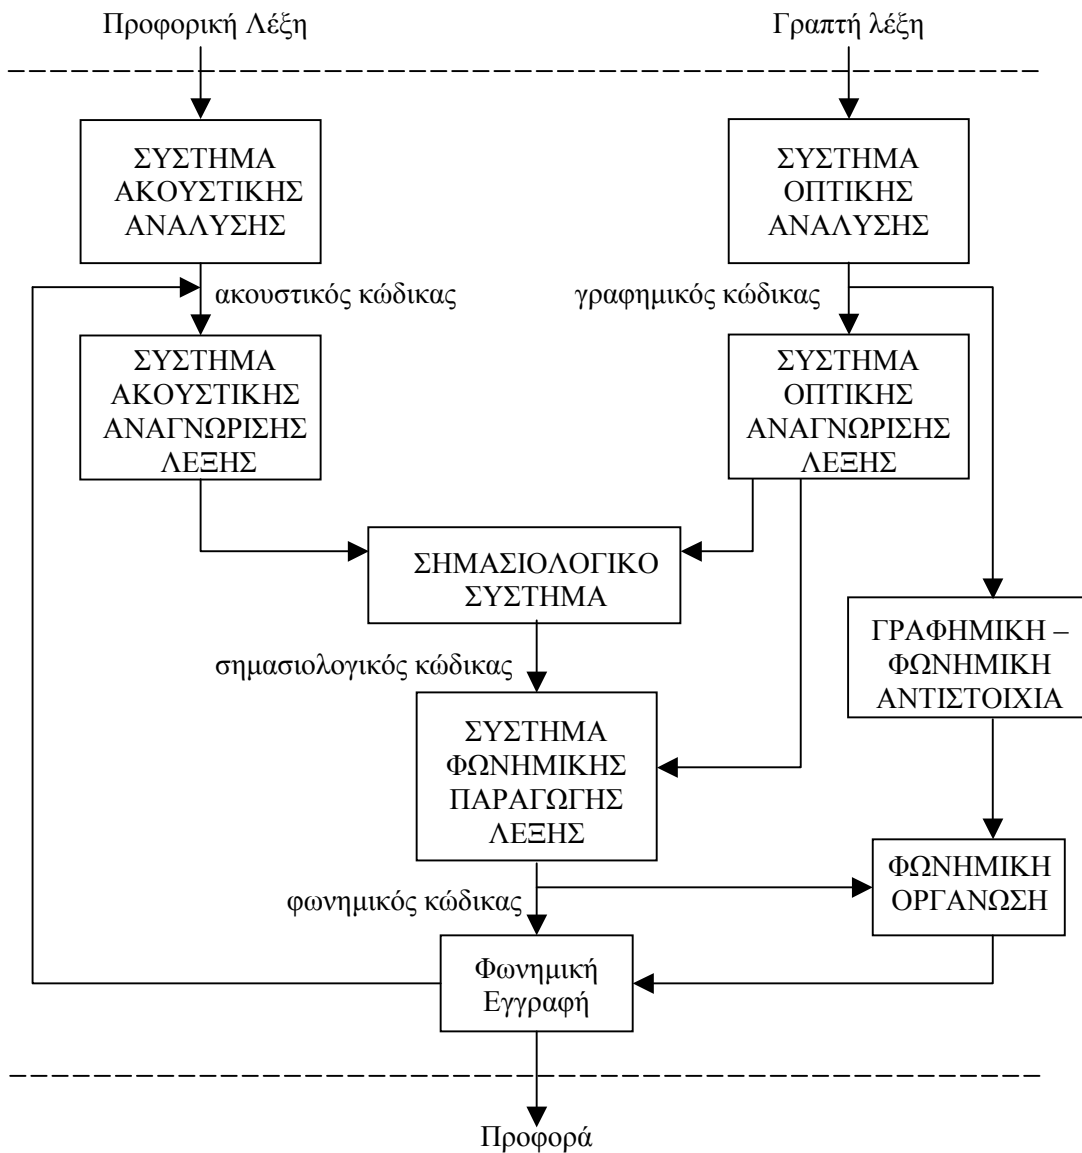 Προφορική Λέξη
Γραπτή λέξη
ΣΥΣΤΗΜΑ
ΑΚΟΥΣΤΙΚΗΣ
ΑΝΑΛΥΣΗΣ
ΣΥΣΤΗΜΑ
ΟΠΤΙΚΗΣ
ΑΝΑΛΥΣΗΣ
ακουστικός κώδικας
γραφημικός κώδικας
ΣΥΣΤΗΜΑ
ΑΚΟΥΣΤΙΚΗΣ
ΑΝΑΓΝΩΡΙΣΗΣ
ΛΕΞΗΣ
ΣΥΣΤΗΜΑ
ΟΠΤΙΚΗΣ
ΑΝΑΓΝΩΡΙΣΗΣ
ΛΕΞΗΣ
ΣΗΜΑΣΙΟΛΟΓΙΚΟ
ΣΥΣΤΗΜΑ
ΓΡΑΦΗΜΙΚΗ –
ΦΩΝΗΜΙΚΗ
ΑΝΤΙΣΤΟΙΧΙΑ
σημασιολογικός κώδικας
ΣΥΣΤΗΜΑ
ΦΩΝΗΜΙΚΗΣ
ΠΑΡΑΓΩΓΗΣ
ΛΕΞΗΣ
ΦΩΝΗΜΙΚΗ
ΟΡΓΑΝΩΣΗ
φωνημικός κώδικας
Φωνημική
Εγγραφή
Προφορά